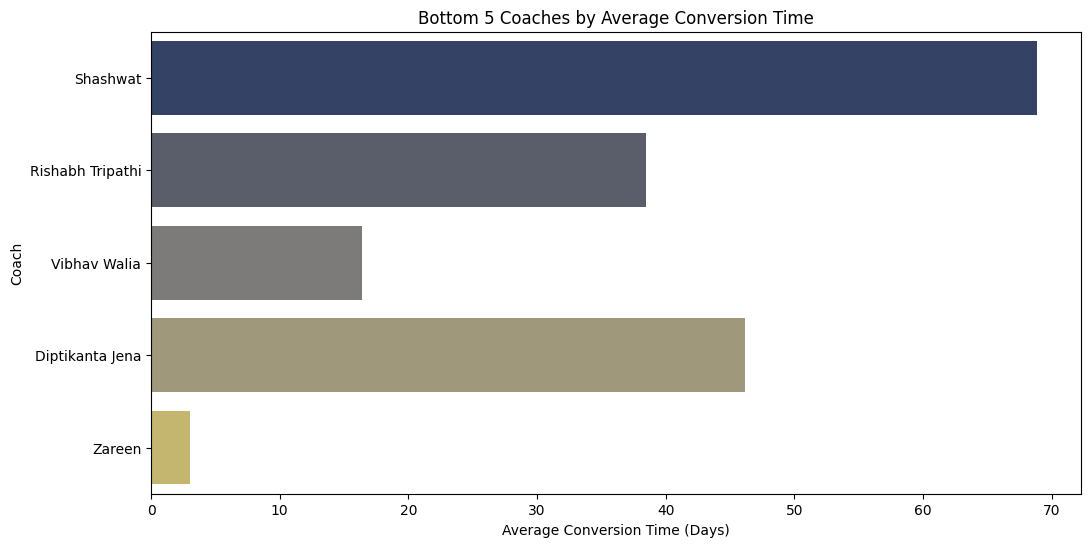 Bottom 5 Coaches by Average Conversion Time
Coach
Shashwat
Rishabh Tripathi
Vibhav Walia
Diptikanta Jena
Zareen
0 10 20 30 40 50 60 70
Average Conversion Time (Days)